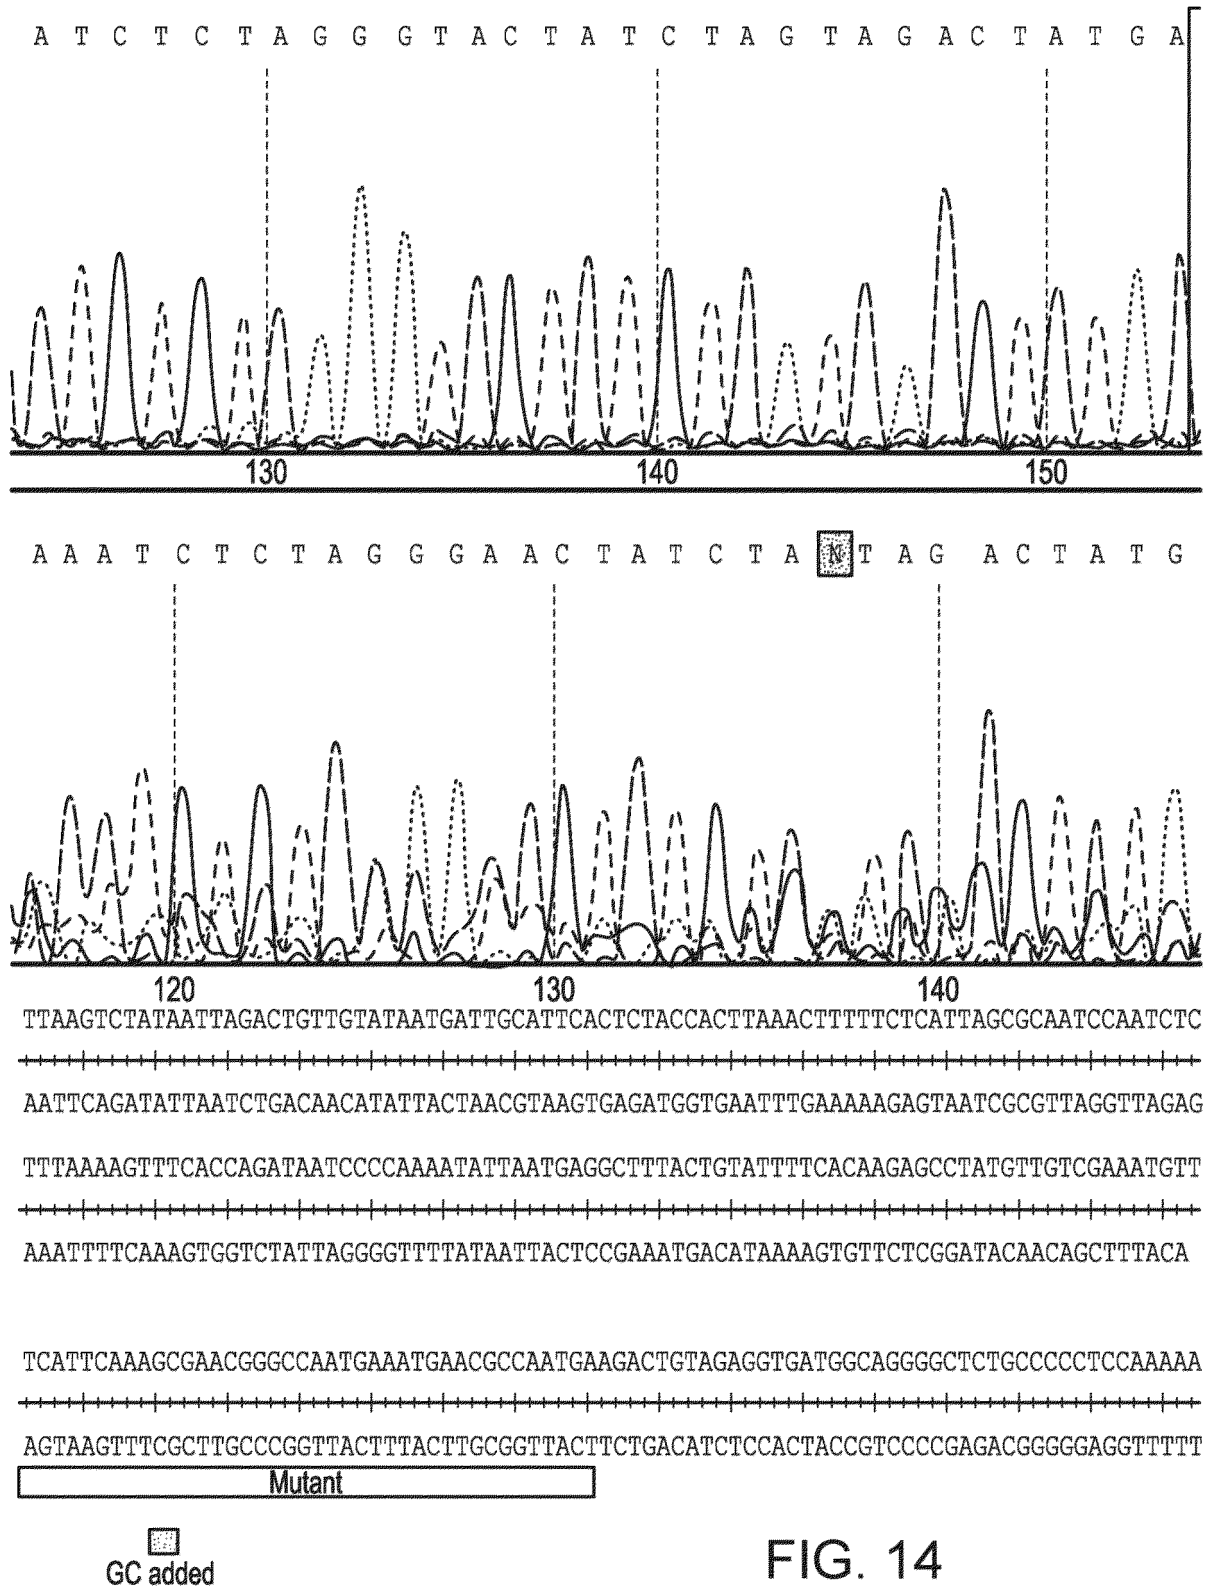 A T C T C T A G G G T A C T A T C T A G T A G A C T A T G A
130 140 150
A A A T C T C T A G G G A A C T A T C T A N T A G A C T A T G
120 130 140
TTAAGTCTATAATTAGACTGTTGTATAATGATTGCATTCACTCTACCACTTAAACTTTTTCTCATTAGCGCAATCCAATCTC
AATTCAGATATTAATCTGACAACATATTACTAACGTAAGTGAGATGGTGAATTTGAAAAAGAGTAATCGCGTTAGGTTAGAG
TTTAAAAGTTTCACCAGATAATCCCCAAAATATTAATGAGGCTTTACTGTATTTTCACAAGAGCCTATGTTGTCGAAATGTT
AAATTTTCAAAGTGGTCTATTAGGGGTTTTATAATTACTCCGAAATGACATAAAAGTGTTCTCGGATACAACAGCTTTACA
TCATTCAAAGCGAACGGGCCAATGAAATGAACGCCAATGAAGACTGTAGAGGTGATGGCAGGGGCTCTGCCCCCTCCAAAAA
AGTAAGTTTCGCTTGCCCGGTTACTTTACTTGCGGTTACTTCTGACATCTCCACTACCGTCCCCGAGACGGGGGAGGTTTTT
Mutant
GC added
FIG. 14